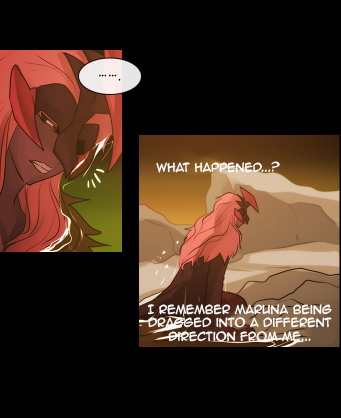 ……,
WHAT HAPPENED...?
I REMEMBER MARUNA BEING
DRAGGED INTO A DIFFERENT
DIRECTION FROM ME...